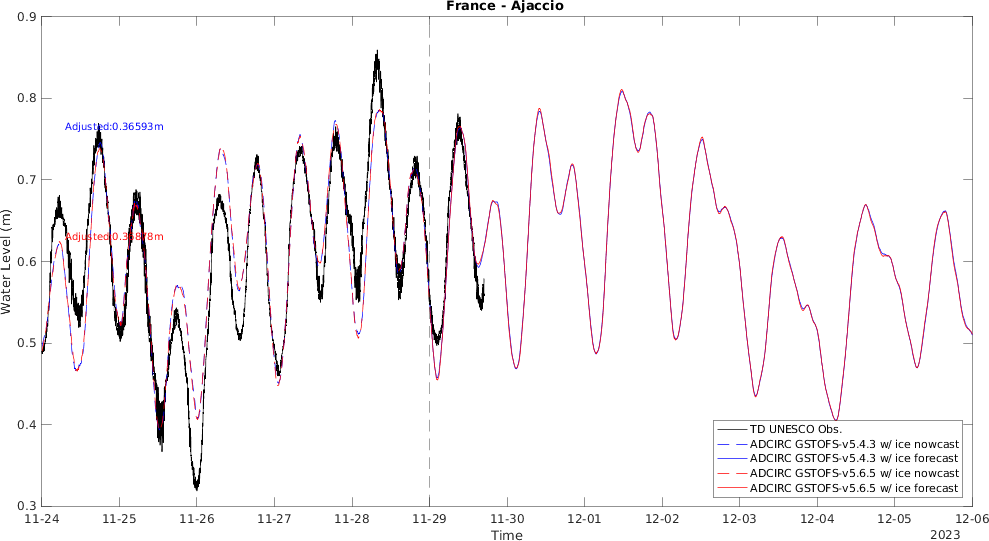 France - Ajaccio
0.9
0.8
0.7
0.6
0.5
0.4
0.3
Water Level (m)
Adjusted:0.36593m
TD UNESCO Obs.
ADCIRC GSTOFS-v5.4.3 w/ ice nowcast
ADCIRC GSTOFS-v5.4.3 w/ ice forecast
ADCIRC GSTOFS-v5.6.5 w/ ice nowcast
ADCIRC GSTOFS-v5.6.5 w/ ice forecast
11-24 11-25 11-26 11-27 11-28 11-29 11-30 12-01 12-02 12-03 12-04 12-05 12-06
Time
2023